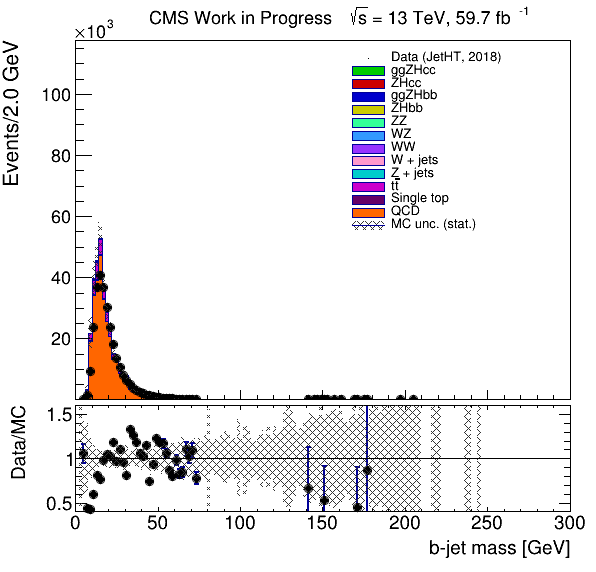 CMS Work in Progress √s = 13 TeV, 59.7 fb⁻¹
×10³
Events/2.0 GeV
100
80
60
40
20
Data (JetHT, 2018)
ggZHcc
ZHcc
ggZHbb
ZHbb
ZZ
WZ
WW
W + jets
Z + jets
tt̅
Single top
QCD
MC unc. (stat.)
Data/MC
1.5
1
0.5
0 50 100 150 200 250 300
b-jet mass [GeV]